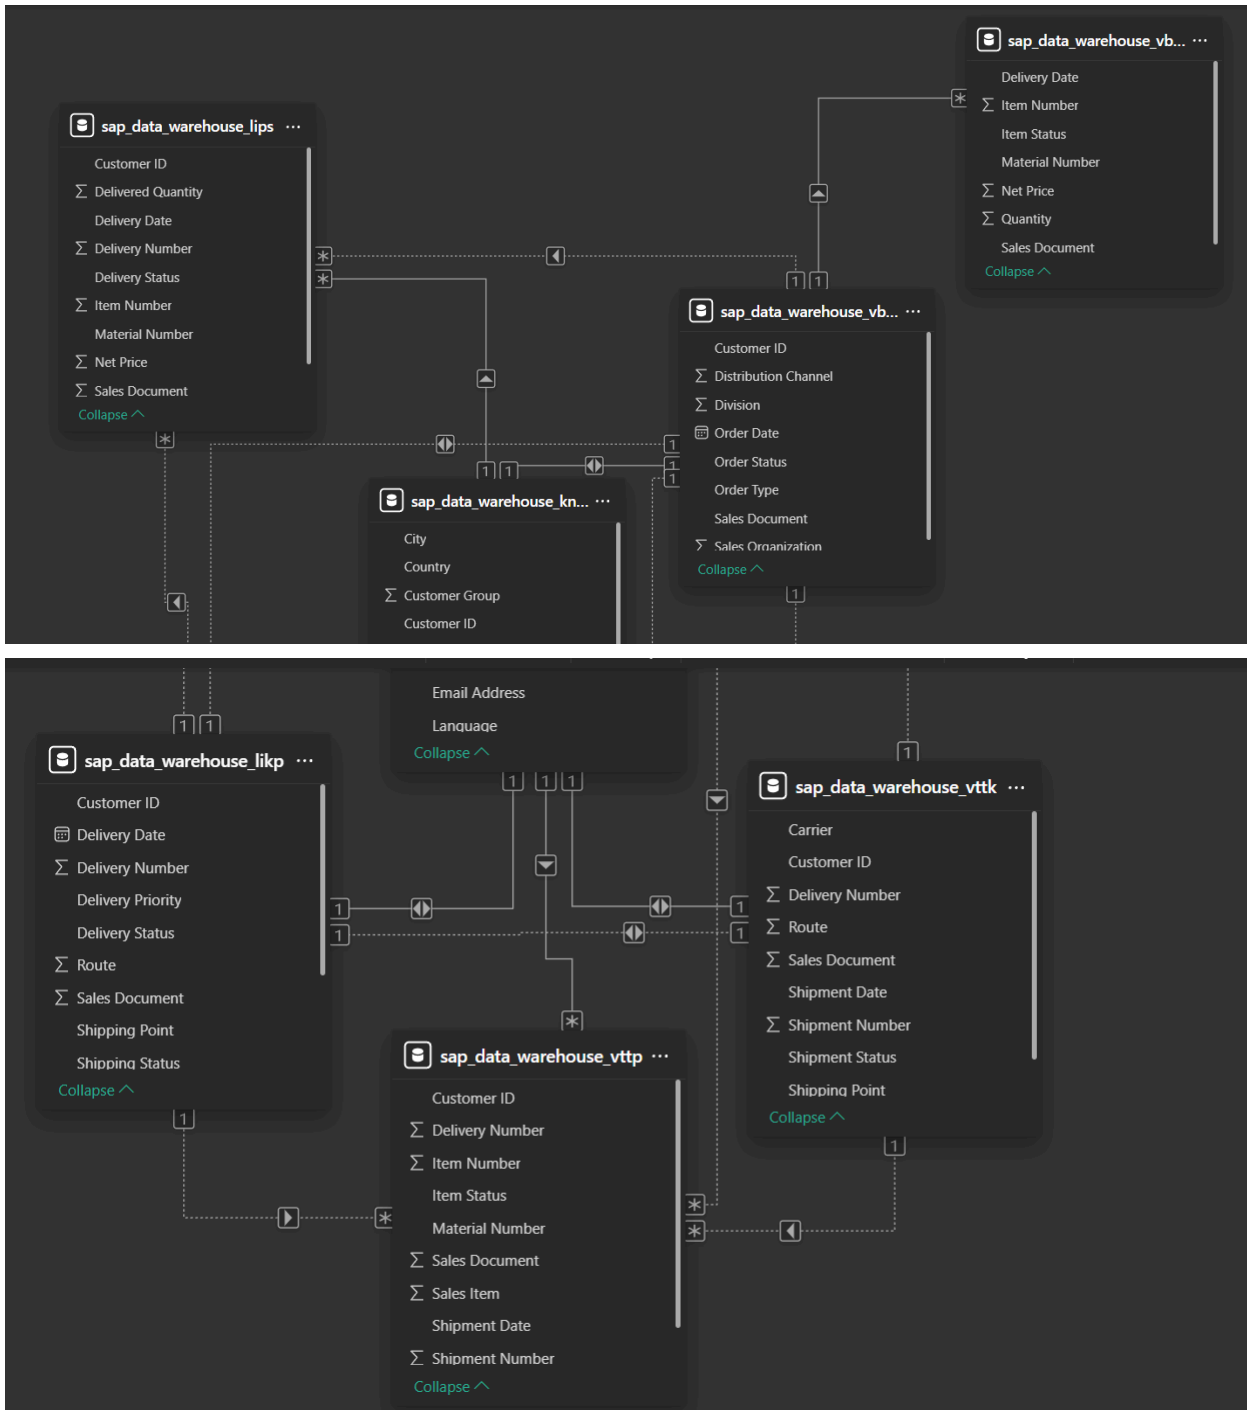 sap_data_warehouse_vb... ...
Delivery Date
Item Number
Item Status
Material Number
Net Price
Quantity
Sales Document
Collapse
sap_data_warehouse_lips ...
Customer ID
Delivered Quantity
Delivery Date
Delivery Number
Delivery Status
Item Number
Material Number
Net Price
Sales Document
Collapse
sap_data_warehouse_vb... ...
Customer ID
Distribution Channel
Division
Order Date
Order Status
Order Type
Sales Document
Sales Organization
Collapse
sap_data_warehouse_kn... ...
City
Country
Customer Group
Customer ID
Email Address
Language
Collapse
sap_data_warehouse_likp ...
Customer ID
Delivery Date
Delivery Number
Delivery Priority
Delivery Status
Route
Sales Document
Shipping Point
Shipping Status
Collapse
sap_data_warehouse_vttk ...
Carrier
Customer ID
Delivery Number
Route
Sales Document
Shipment Date
Shipment Number
Shipment Status
Shipping Point
Collapse
sap_data_warehouse_vttp ...
Customer ID
Delivery Number
Item Number
Item Status
Material Number
Sales Document
Sales Item
Shipment Date
Shipment Number
Collapse